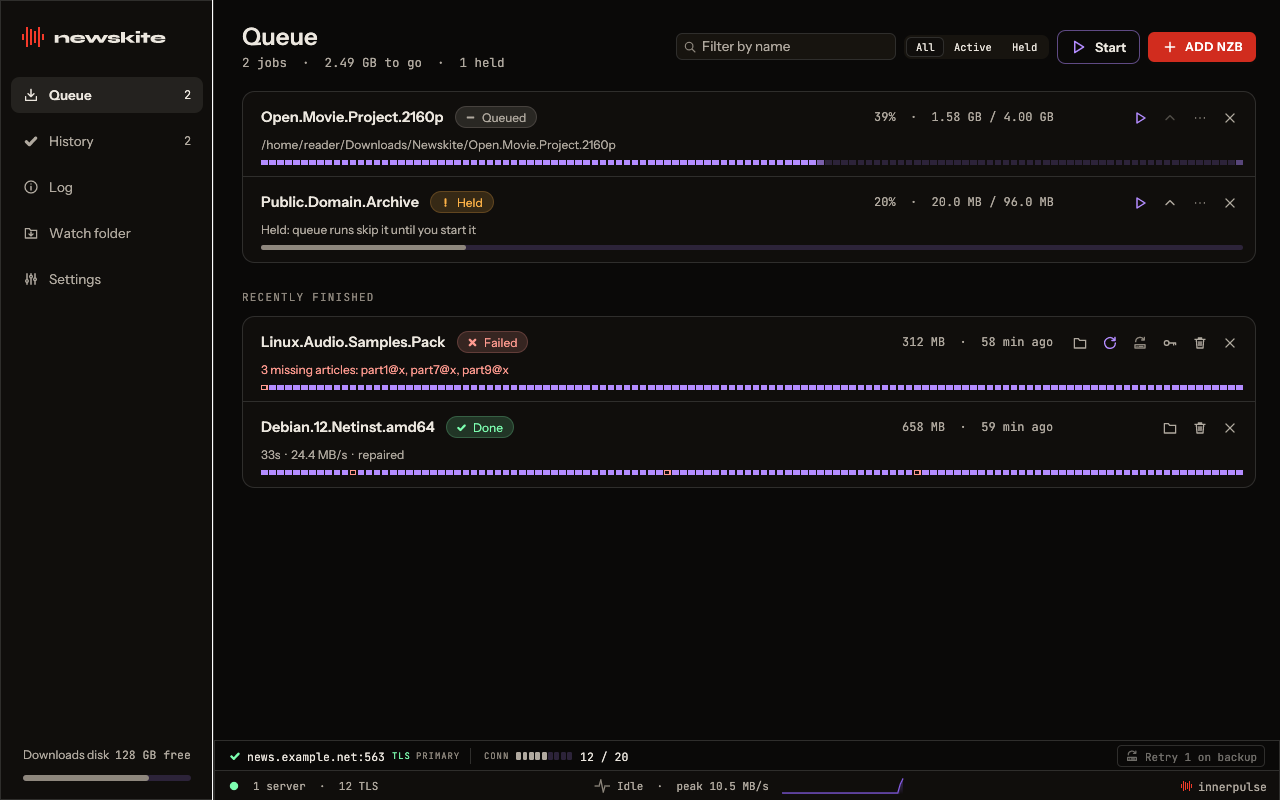 newskite
Queue 2
History 2
Log
Watch folder
Settings
Downloads disk 128 GB free
Queue
2 jobs · 2.49 GB to go · 1 held
Filter by name
All Active Held
Start
ADD NZB
Open.Movie.Project.2160p Queued 39% · 1.58 GB / 4.00 GB
/home/reader/Downloads/Newskite/Open.Movie.Project.2160p
Public.Domain.Archive Held 20% · 20.0 MB / 96.0 MB
Held: queue runs skip it until you start it
RECENTLY FINISHED
Linux.Audio.Samples.Pack Failed 312 MB · 58 min ago
3 missing articles: part1@x, part7@x, part9@x
Debian.12.Netinst.amd64 Done 658 MB · 59 min ago
33s · 24.4 MB/s · repaired
news.example.net:563 TLS PRIMARY CONN 12 / 20 Retry 1 on backup
1 server · 12 TLS Idle · peak 10.5 MB/s innerpulse